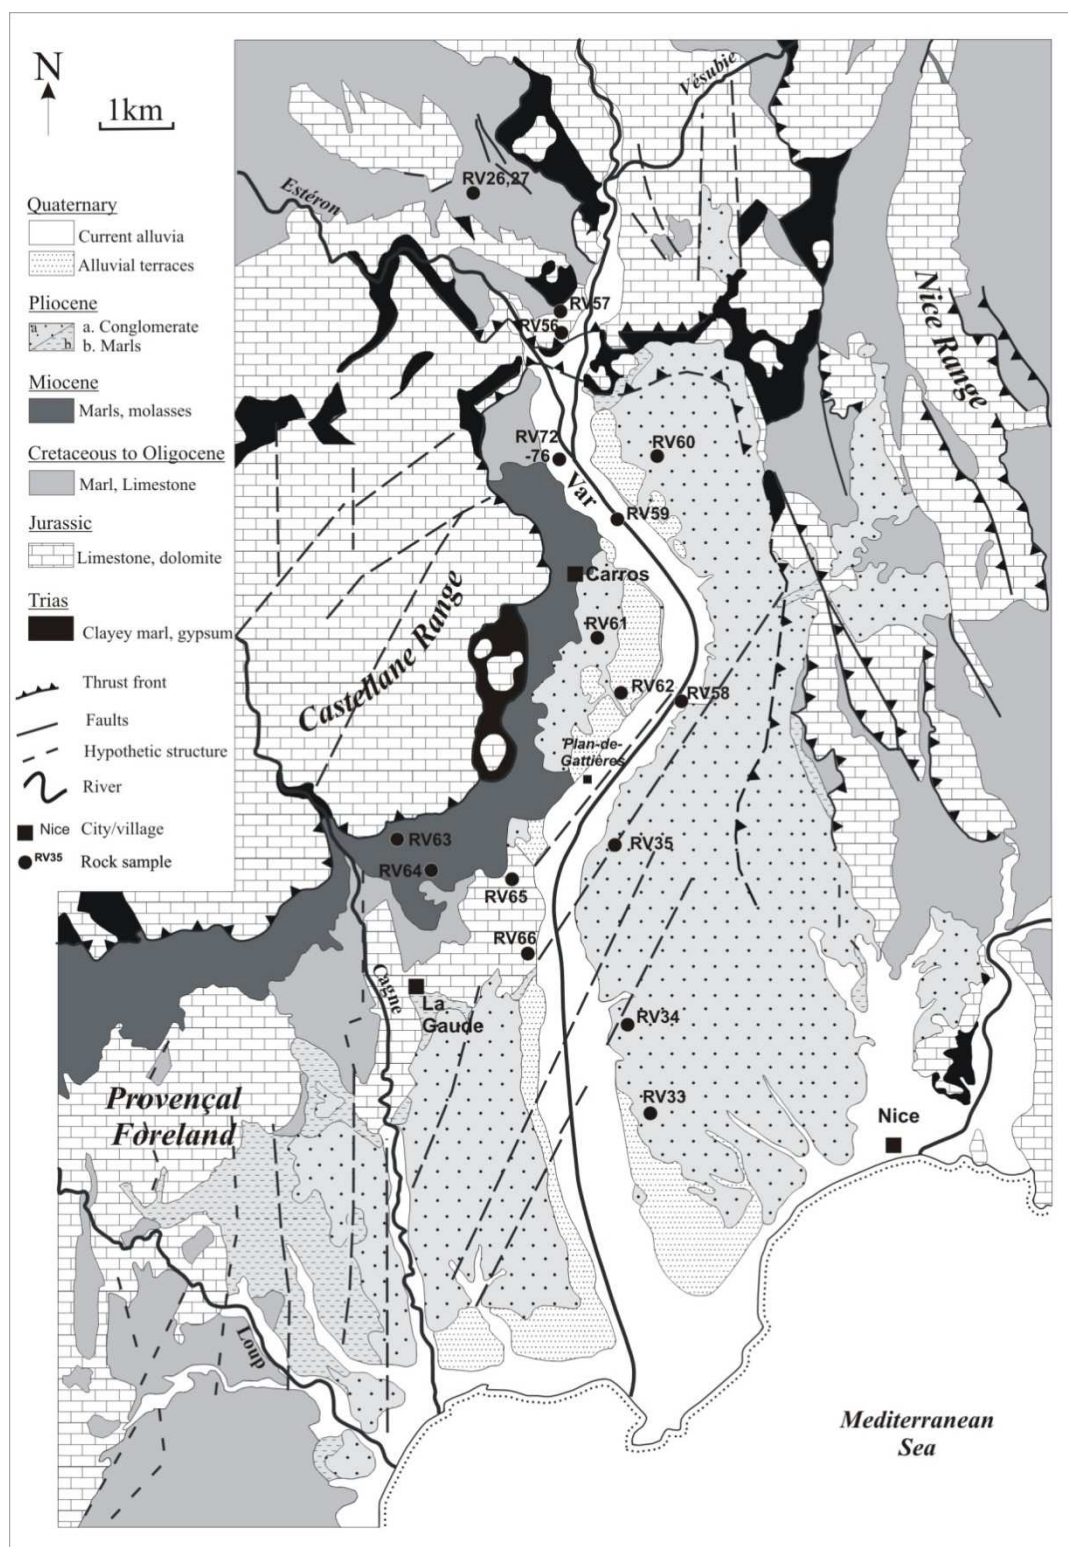 N
1km
Quaternary
Current alluvia
Alluvial terraces
Pliocene
a
b
a. Conglomerate
b. Marls
Miocene
Marls, molasses
Cretaceous to Oligocene
Marl, Limestone
Jurassic
Limestone, dolomite
Trias
Clayey marl, gypsum
Thrust front
Faults
Hypothetic structure
River
Nice
City/village
RV35
Rock sample
Vésubie
Estéron
RV26,27
RV57
RV56
Nice Range
RV72
-76
RV60
Var
RV59
Carros
Castellane Range
RV61
RV62
RV58
Plan-de-
Gattières
RV63
RV64
RV35
RV65
RV66
Cagne
La
Gaude
RV34
Provençal
Foreland
RV33
Nice
Loup
Mediterranean
Sea